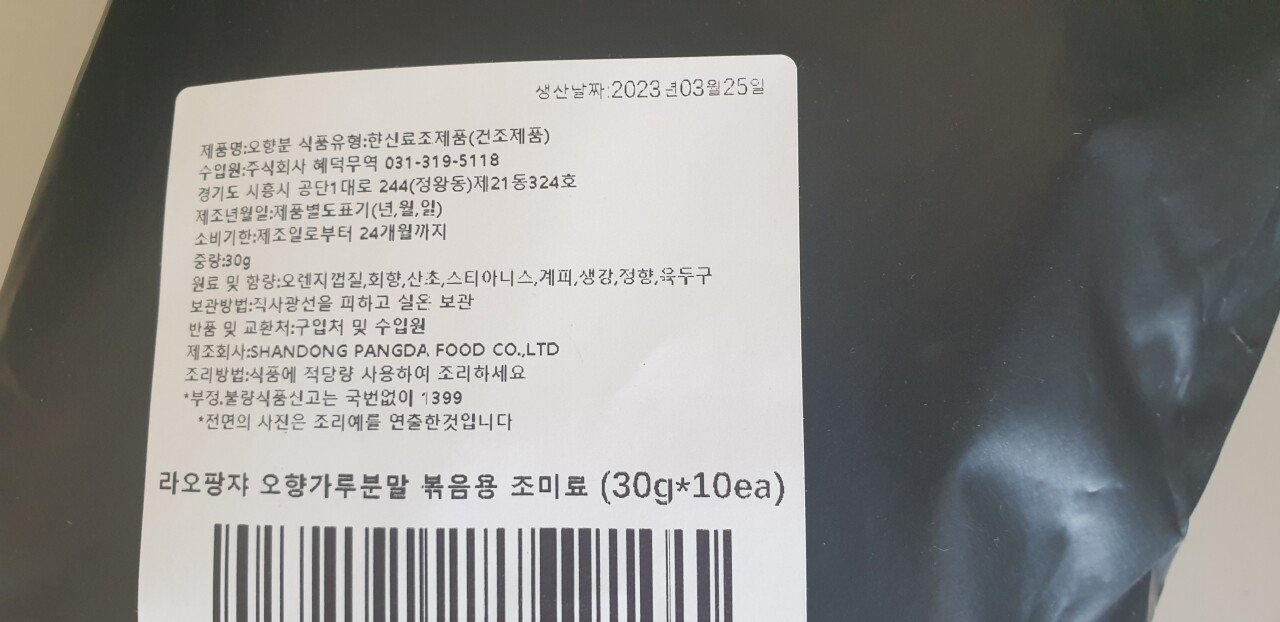 생산날짜:2023년03월25일
제품명:오향분 식품유형:향신료조제품(건조제품)
수입원:주식회사 혜덕무역 031-319-5118
경기도 시흥시 공단1대로 244(정왕동)제21동324호
제조년월일:제품별도표기(년,월,일)
소비기한:제조일로부터 24개월까지
중량:30g
원료 및 함량:오렌지껍질,회향,산초,스티아니스,계피,생강,정향,육두구
보관방법:직사광선을 피하고 실온 보관
반품 및 교환처:구입처 및 수입원
제조회사:SHANDONG PANGDA FOOD CO.,LTD
조리방법:식품에 적당량 사용하여 조리하세요
*부정,불량식품신고는 국번없이 1399
*전면의 사진은 조리예를 연출한것입니다
라오팡쟈 오향가루분말 볶음용 조미료 (30g*10ea)